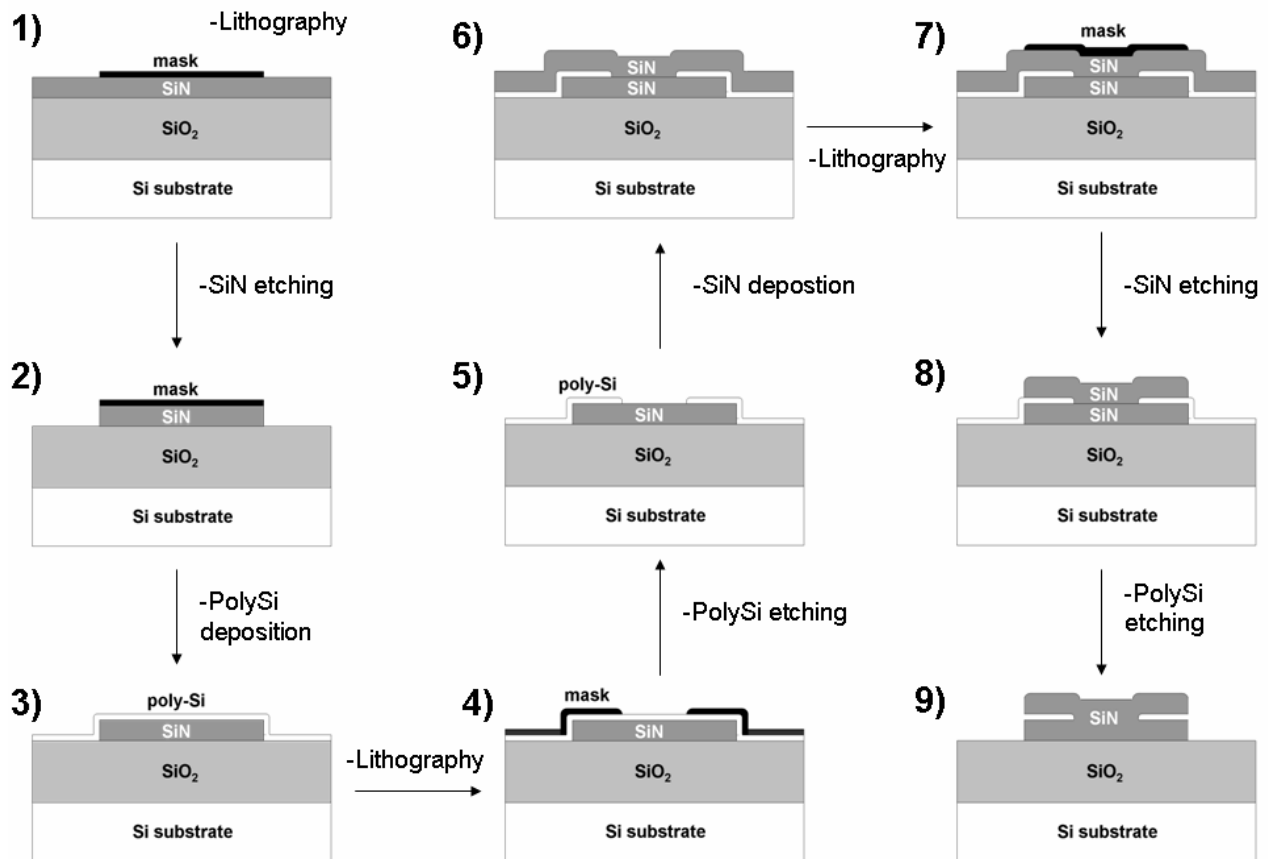 1)
-Lithography
mask
SiN
SiO₂
Si substrate
-SiN etching
2)
mask
SiN
SiO₂
Si substrate
-PolySi
deposition
3)
poly-Si
SiN
SiO₂
Si substrate
-Lithography
4)
mask
SiN
SiO₂
Si substrate
-PolySi etching
5)
poly-Si
SiN
SiO₂
Si substrate
-SiN depostion
6)
SiN
SiN
SiO₂
Si substrate
-Lithography
7)
mask
SiN
SiN
SiO₂
Si substrate
-SiN etching
8)
SiN
SiN
SiO₂
Si substrate
-PolySi
etching
9)
SiN
SiO₂
Si substrate